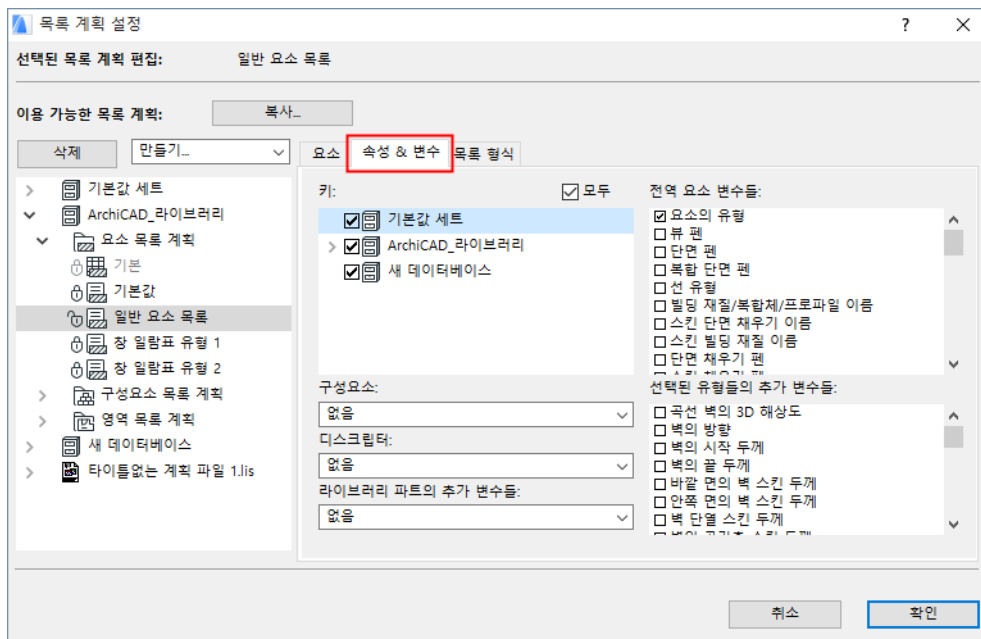 목록 계획 설정
?
선택된 목록 계획 편집: 일반 요소 목록
이용 가능한 목록 계획: 복사...
삭제
만들기...
기본값 세트
ArchiCAD_라이브러리
요소 목록 계획
기본
기본값
일반 요소 목록
창 일람표 유형 1
창 일람표 유형 2
구성요소 목록 계획
영역 목록 계획
새 데이터베이스
타이틀없는 계획 파일 1.lis
요소
속성 & 변수
목록 형식
키:
모두
기본값 세트
ArchiCAD_라이브러리
새 데이터베이스
구성요소:
없음
디스크립터:
없음
라이브러리 파트의 추가 변수들:
없음
전역 요소 변수들:
요소의 유형
뷰 펜
단면 펜
복합 단면 펜
선 유형
빌딩 재질/복합체/프로파일 이름
스킨 단면 채우기 이름
스킨 빌딩 재질 이름
단면 채우기 펜
선택된 유형들의 추가 변수들:
곡선 벽의 3D 해상도
벽의 방향
벽의 시작 두께
벽의 끝 두께
바깥 면의 벽 스킨 두께
안쪽 면의 벽 스킨 두께
벽 단열 스킨 두께
취소
확인